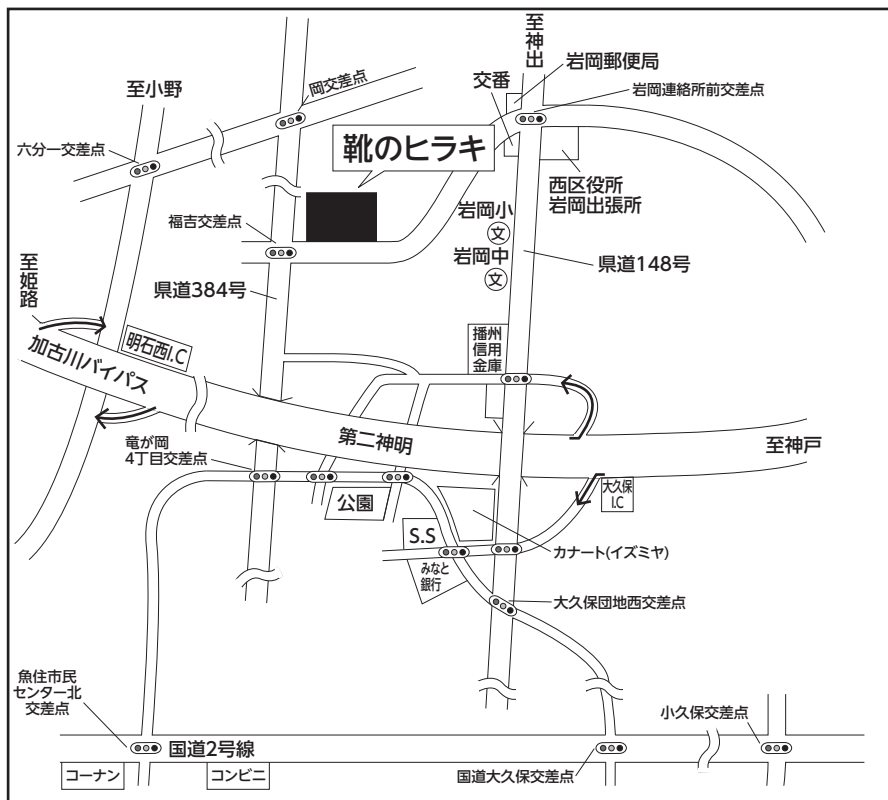 至神出
岩岡郵便局
交番
岩岡連絡所前交差点
岡交差点
至小野
六分一交差点
靴のヒラキ
西区役所
岩岡出張所
岩岡小
文
福吉交差点
岩岡中
文
県道148号
至姫路
県道384号
明石西I.C
播州
信用
金庫
加古川バイパス
第二神明
至神戸
竜が岡
4丁目交差点
公園
大久保
I.C
S.S
カナート(イズミヤ)
みなと
銀行
大久保団地西交差点
魚住市民
センター北
交差点
小久保交差点
国道2号線
コーナン
コンビニ
国道大久保交差点